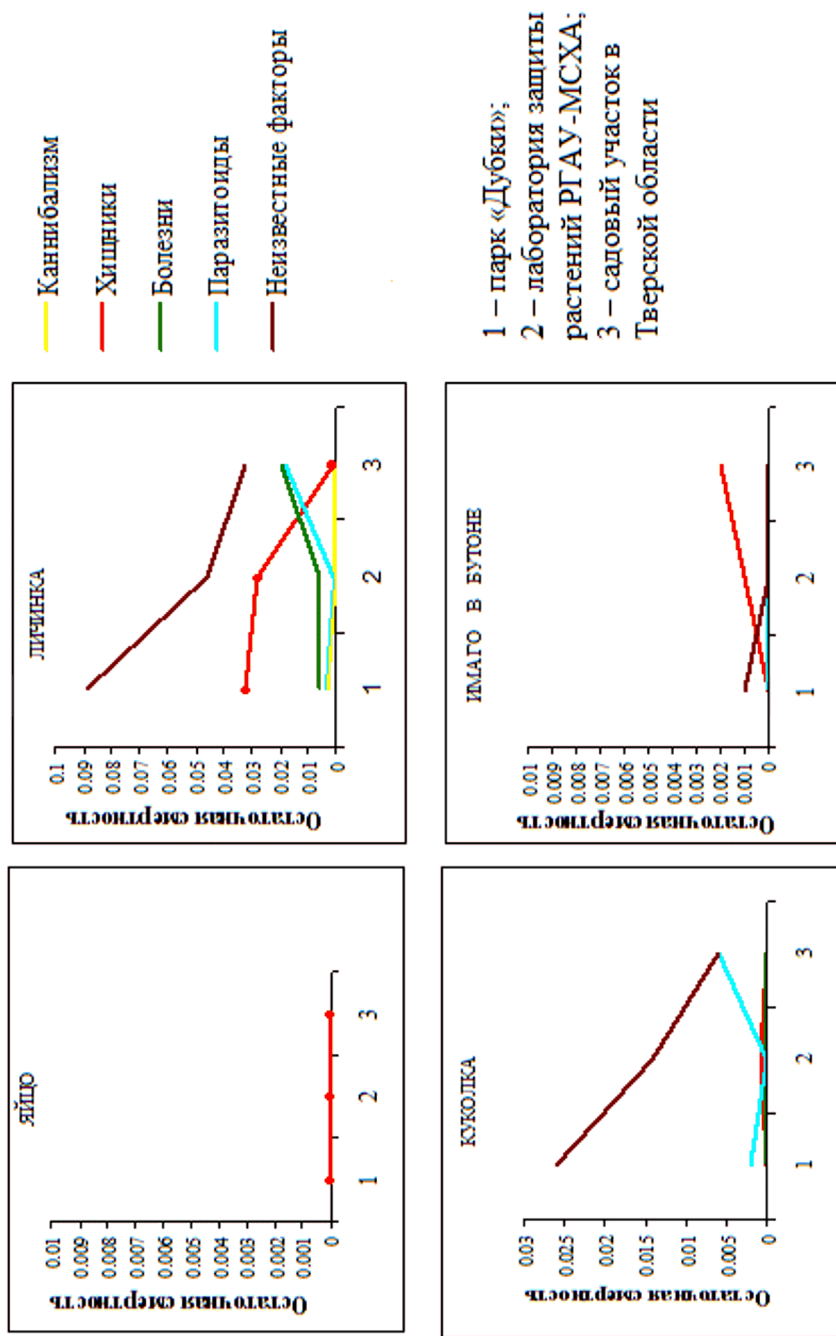 ЯЙЦО
Остаточная смертность
0.01
0.009
0.008
0.007
0.006
0.005
0.004
0.003
0.002
0.001
0
1 2 3
ЛИЧИНКА
Остаточная смертность
0.1
0.09
0.08
0.07
0.06
0.05
0.04
0.03
0.02
0.01
0
1 2 3
Каннибализм
Хищники
Болезни
Паразитоиды
Неизвестные факторы
КУКОЛКА
Остаточная смертность
0.03
0.025
0.02
0.015
0.01
0.005
0
1 2 3
ИМАГО В БУТОНЕ
Остаточная смертность
0.01
0.009
0.008
0.007
0.006
0.005
0.004
0.003
0.002
0.001
0
1 2 3
1 – парк «Дубки»;
2 – лаборатория защиты
растений РГАУ-МСХА;
3 – садовый участок в
Тверской области